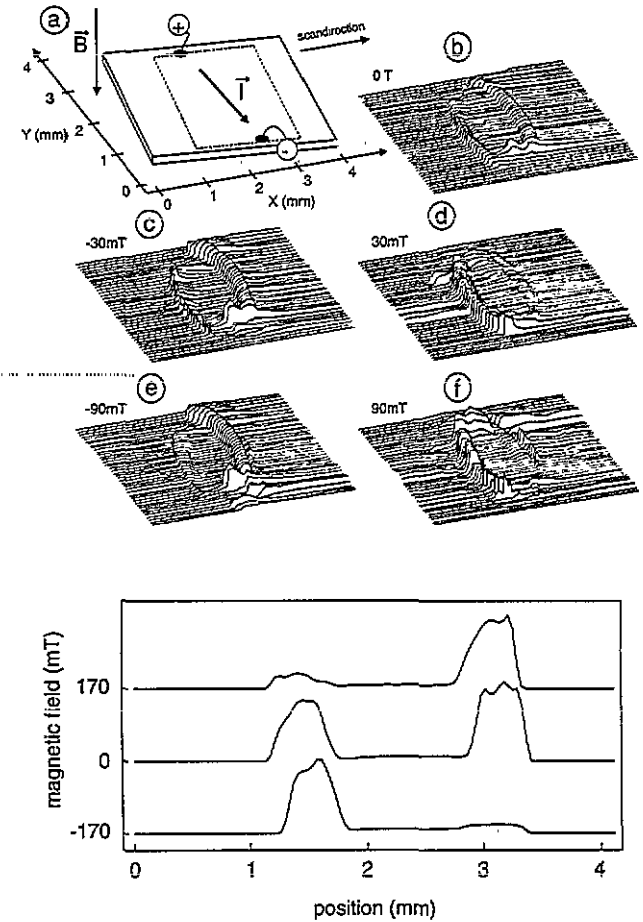 a
B
+
scandirection
I
-
4
3
Y (mm) 2
1
0
0
1
2
3
4
X (mm)
b
0 T
c
-30mT
d
30mT
e
-90mT
f
90mT
magnetic field (mT)
170
0
-170
0 1 2 3 4
position (mm)